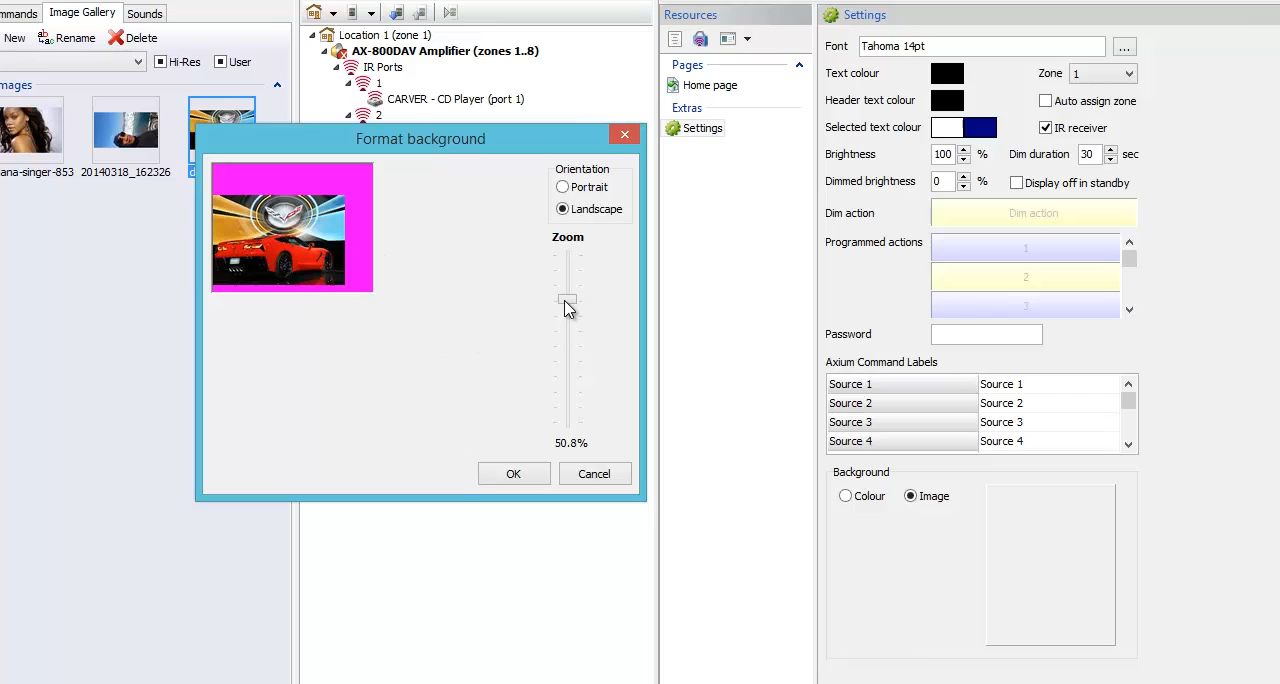 mmands Image Gallery Sounds
New Rename Delete
Hi-Res User
mages
ana-singer-853 20140318_162326 d
Location 1 (zone 1)
AX-800DAV Amplifier (zones 1..8)
IR Ports
1
CARVER - CD Player (port 1)
2
Format background
Orientation
Portrait
Landscape
Zoom
50.8%
OK Cancel
Resources
Pages
Home page
Extras
Settings
Settings
Font Tahoma 14pt ...
Text colour Zone 1
Header text colour Auto assign zone
Selected text colour IR receiver
Brightness 100 % Dim duration 30 sec
Dimmed brightness 0 % Display off in standby
Dim action Dim action
Programmed actions 1
2
3
Password
Axium Command Labels
Source 1 Source 1
Source 2 Source 2
Source 3 Source 3
Source 4 Source 4
Background
Colour Image